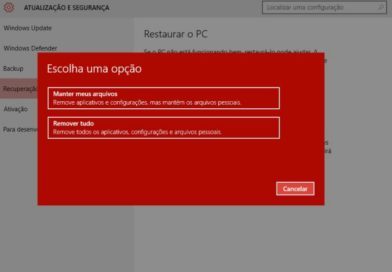 ATUALIZAÇÃO E SEGURANÇA
Localizar uma configuração
Windows Update
Windows Defender
Backup
Recuperação
Ativação
Para desenv
Restaurar o PC
Se o PC não está funcionando bem, restaurá-lo pode ajudar. A
Escolha uma opção
Manter meus arquivos
Remove aplicativos e configurações, mas mantém os arquivos pessoais.
Remover tudo
Remove todos os aplicativos, configurações e arquivos pessoais.
Cancelar